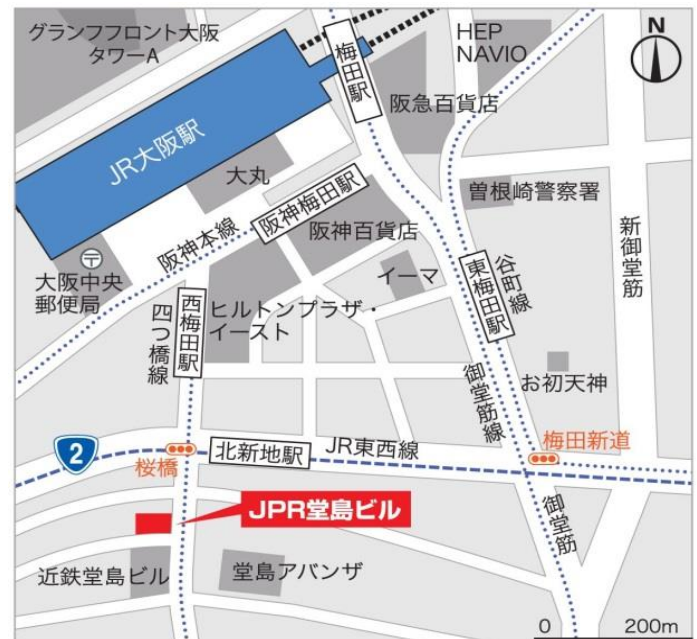 グランフフロント大阪
タワーA
HEP
NAVIO
N
梅田駅
阪急百貨店
JR大阪駅
大丸
阪神梅田駅
曽根崎警察署
阪神本線
阪神百貨店
新御堂筋
〒
大阪中央
郵便局
イーマ
谷町線
東梅田駅
西梅田駅
四つ橋線
ヒルトンプラザ・
イースト
御堂筋線
お初天神
2
桜橋
北新地駅
JR東西線
梅田新道
JPR堂島ビル
御堂筋
近鉄堂島ビル
堂島アバンザ
0 200m